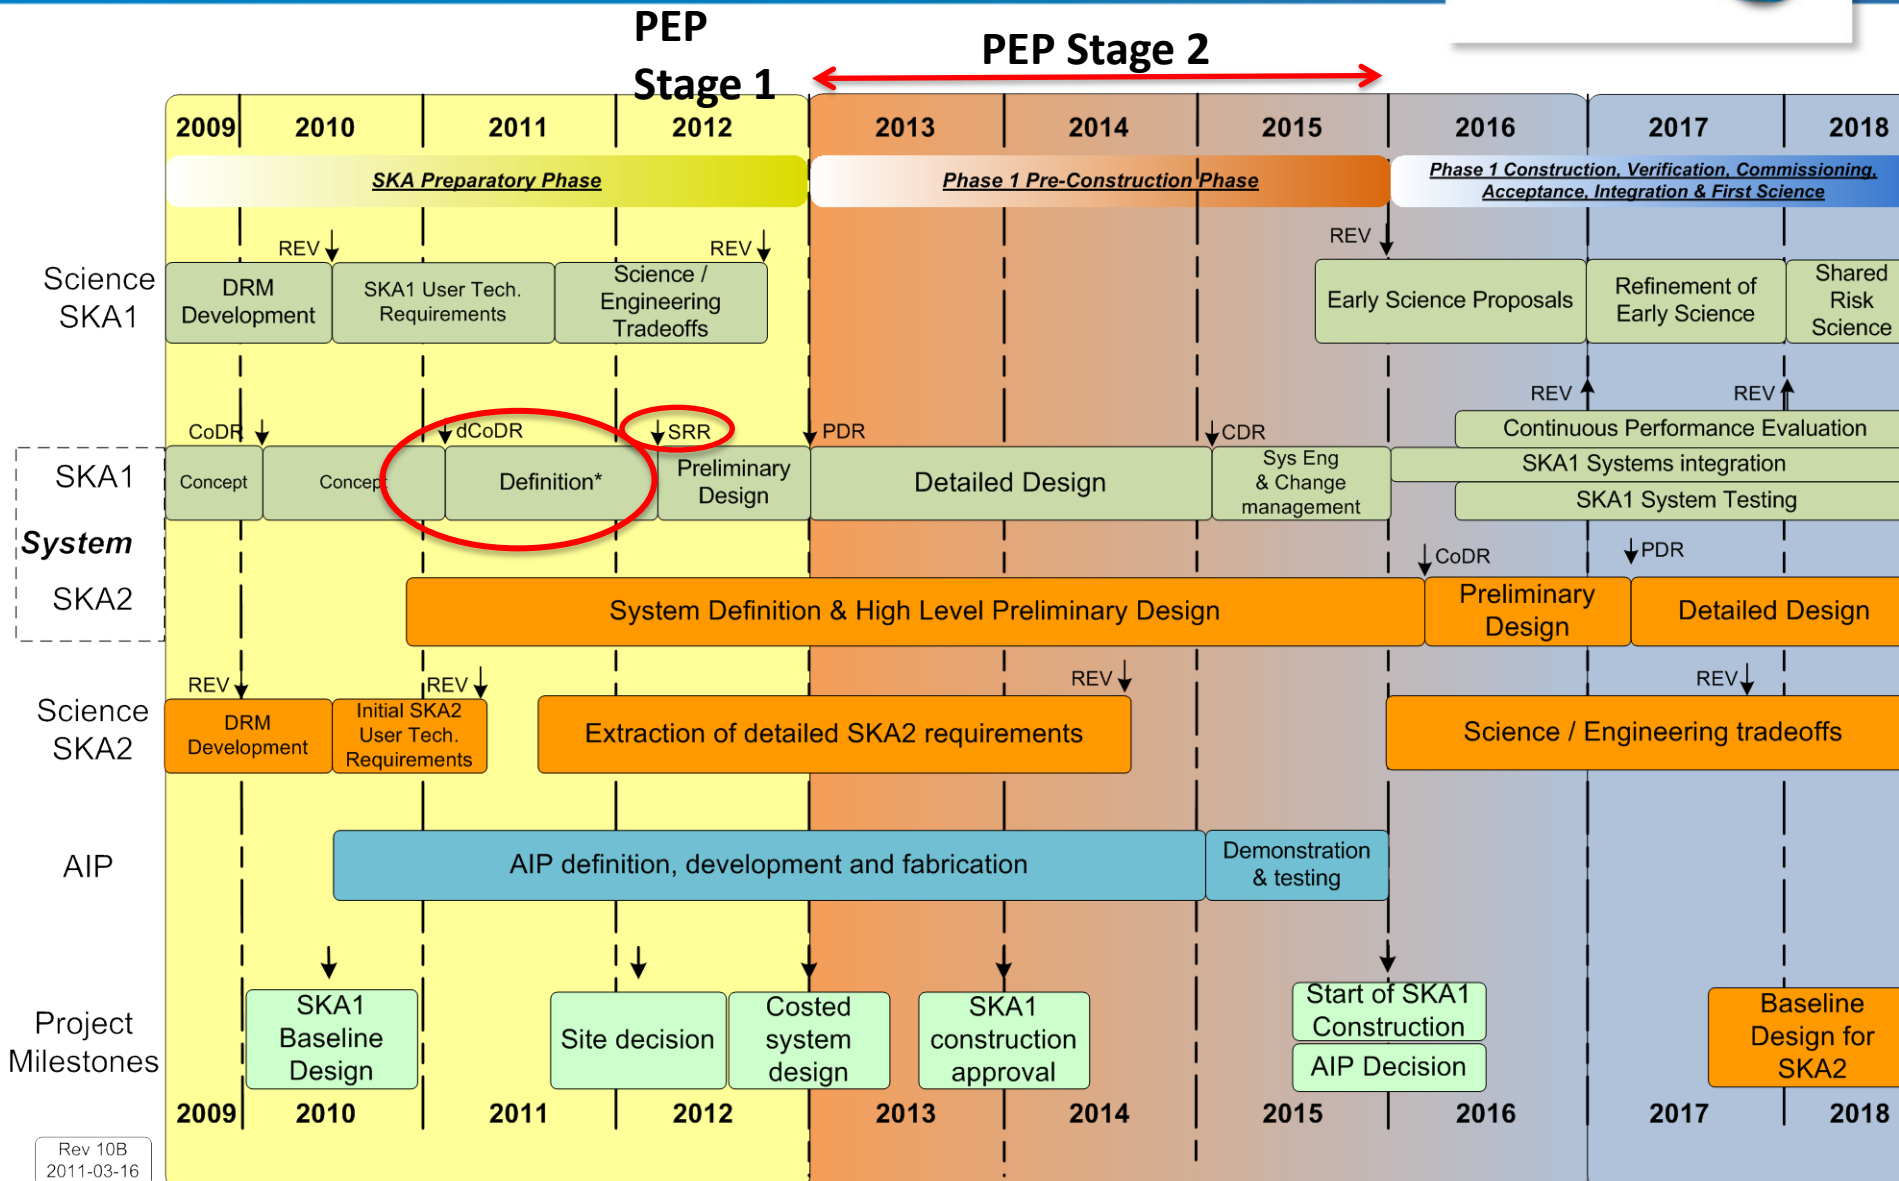 PEP
Stage 1
PEP Stage 2
2009 2010 2011 2012 2013 2014 2015 2016 2017 2018
SKA Preparatory Phase
Phase 1 Pre-Construction Phase
Phase 1 Construction, Verification, Commissioning,
Acceptance, Integration & First Science
REV REV REV
Science
SKA1
DRM
Development
SKA1 User Tech.
Requirements
Science /
Engineering
Tradeoffs
Early Science Proposals
Refinement of
Early Science
Shared
Risk
Science
REV REV
CoDR dCoDR SRR PDR CDR
SKA1
Concept
Concept
Definition*
Preliminary
Design
Detailed Design
Sys Eng
& Change
management
Continuous Performance Evaluation
SKA1 Systems integration
SKA1 System Testing
System
CoDR PDR
SKA2
System Definition & High Level Preliminary Design
Preliminary
Design
Detailed Design
REV REV REV REV
Science
SKA2
DRM
Development
Initial SKA2
User Tech.
Requirements
Extraction of detailed SKA2 requirements
Science / Engineering tradeoffs
AIP
AIP definition, development and fabrication
Demonstration
& testing
Project
Milestones
SKA1
Baseline
Design
Site decision
Costed
system
design
SKA1
construction
approval
Start of SKA1
Construction
AIP Decision
Baseline
Design for
SKA2
2009 2010 2011 2012 2013 2014 2015 2016 2017 2018
Rev 10B
2011-03-16